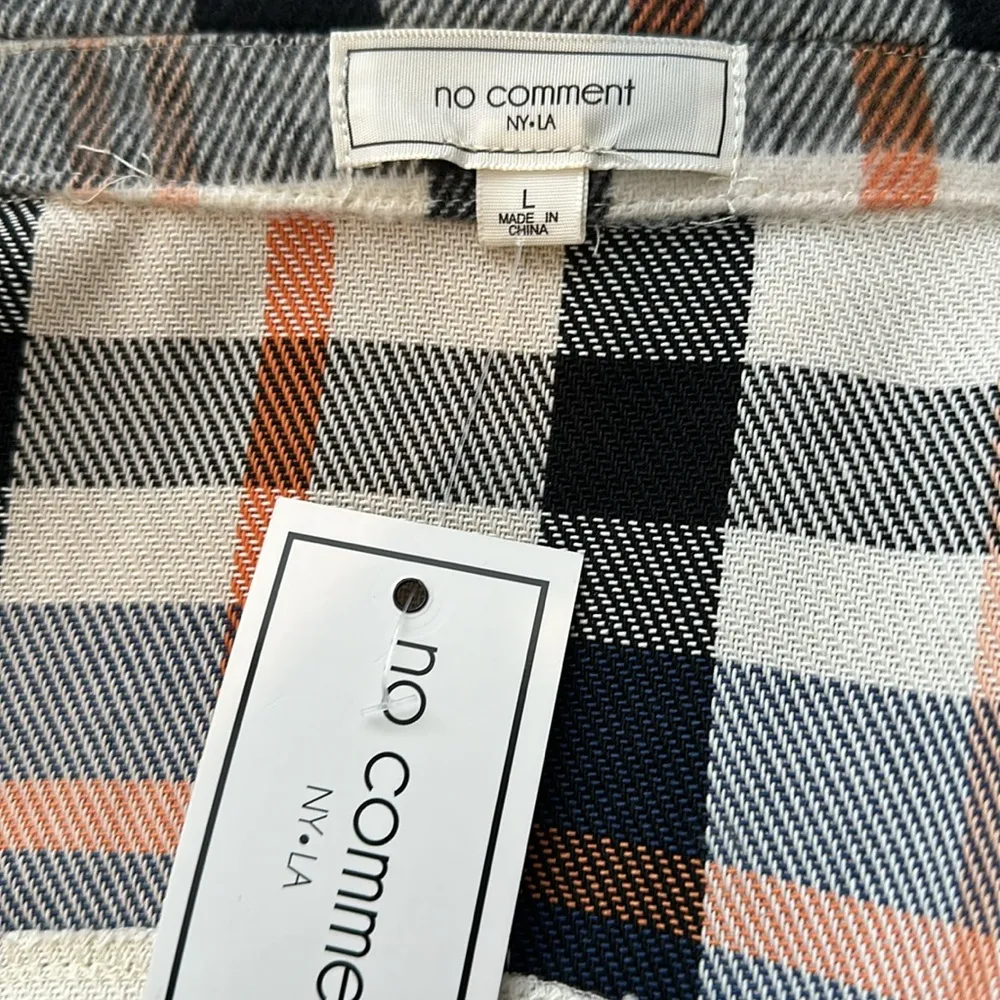 no comment
NY•LA
L
MADE IN
CHINA
no comme
NY•LA